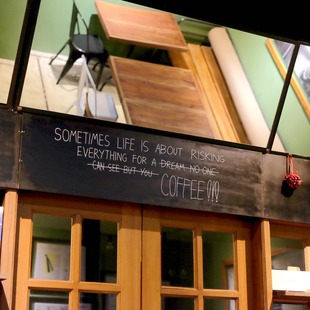 SOMETIMES LIFE IS ABOUT RISKING
EVERYTHING FOR A DREAM NO ONE
CAN SEE BUT YOU COFFEE!?!